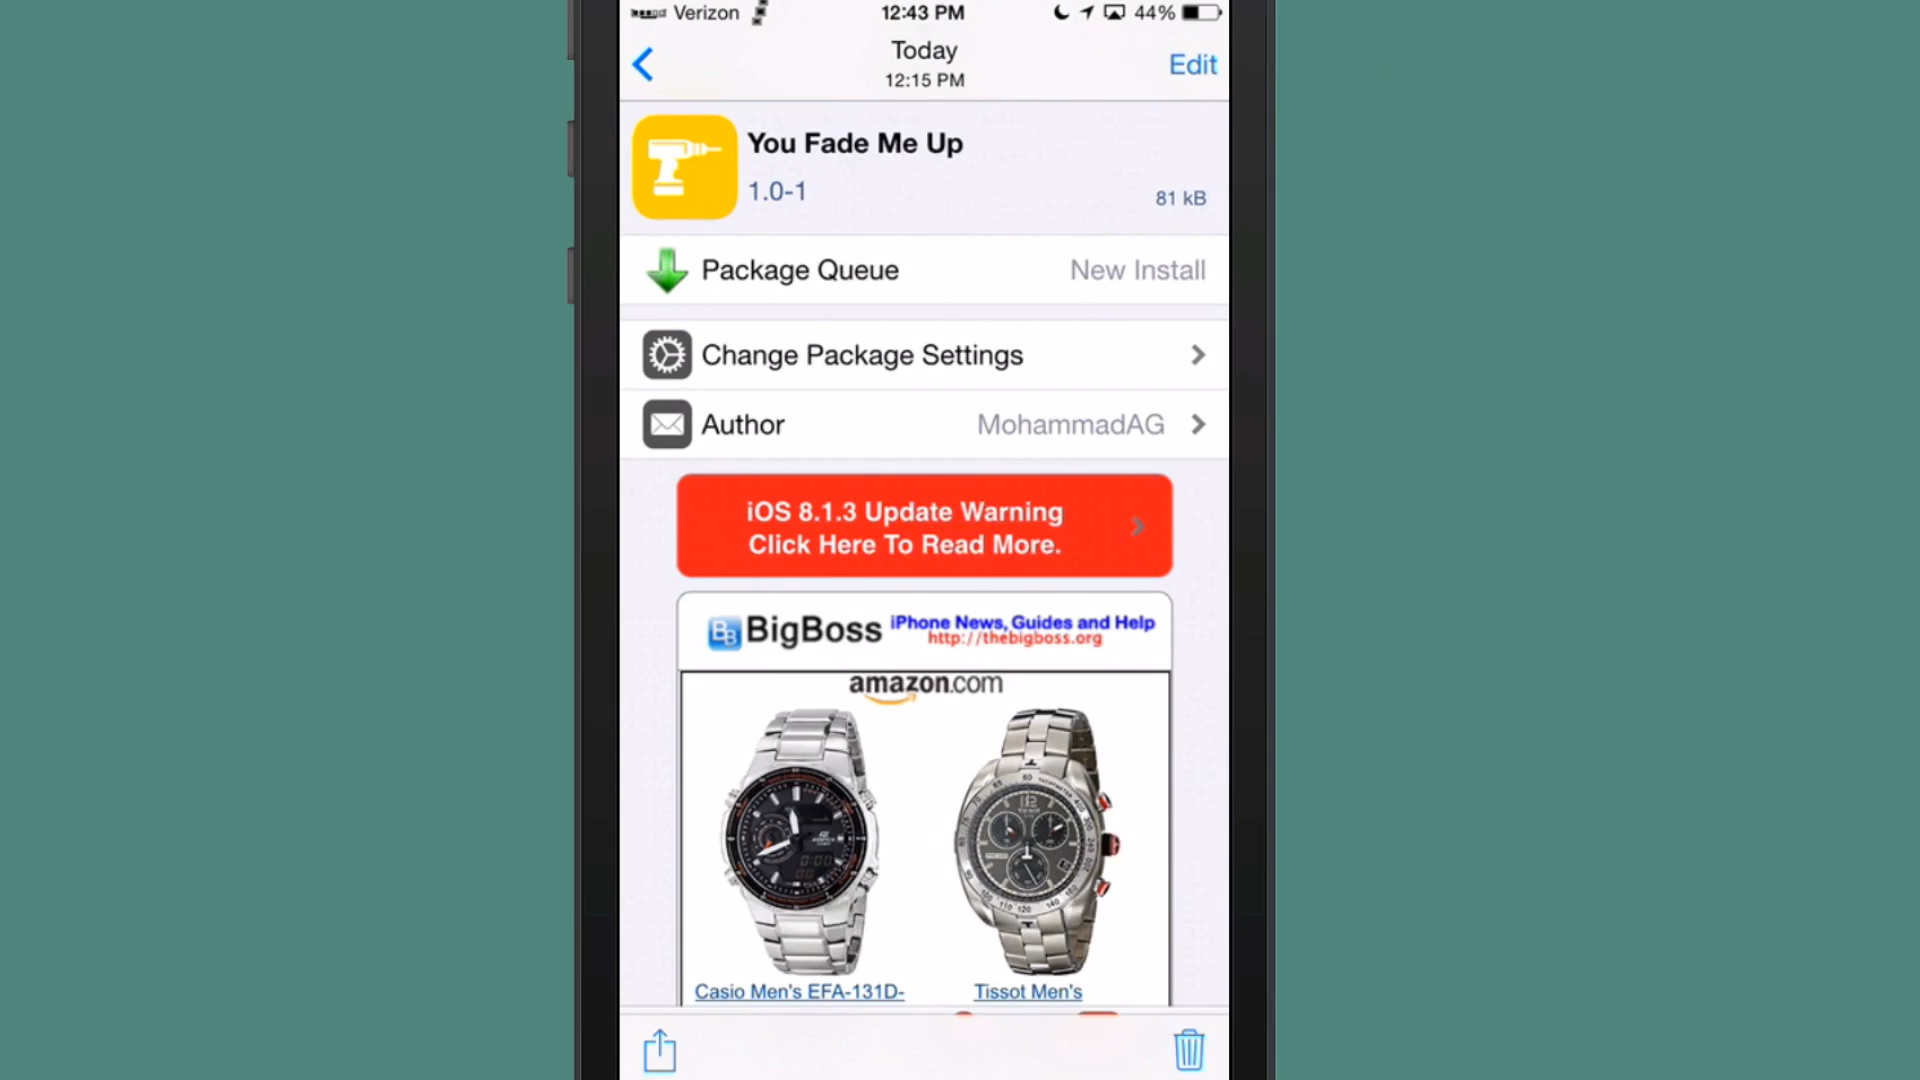 Verizon 12:43 PM 44%
Today
12:15 PM
Edit
You Fade Me Up
1.0-1
81 kB
Package Queue New Install
Change Package Settings
Author MohammadAG
iOS 8.1.3 Update Warning
Click Here To Read More.
BigBoss
iPhone News, Guides and Help
http://thebigboss.org
amazon.com
Casio Men's EFA-131D-
Tissot Men's